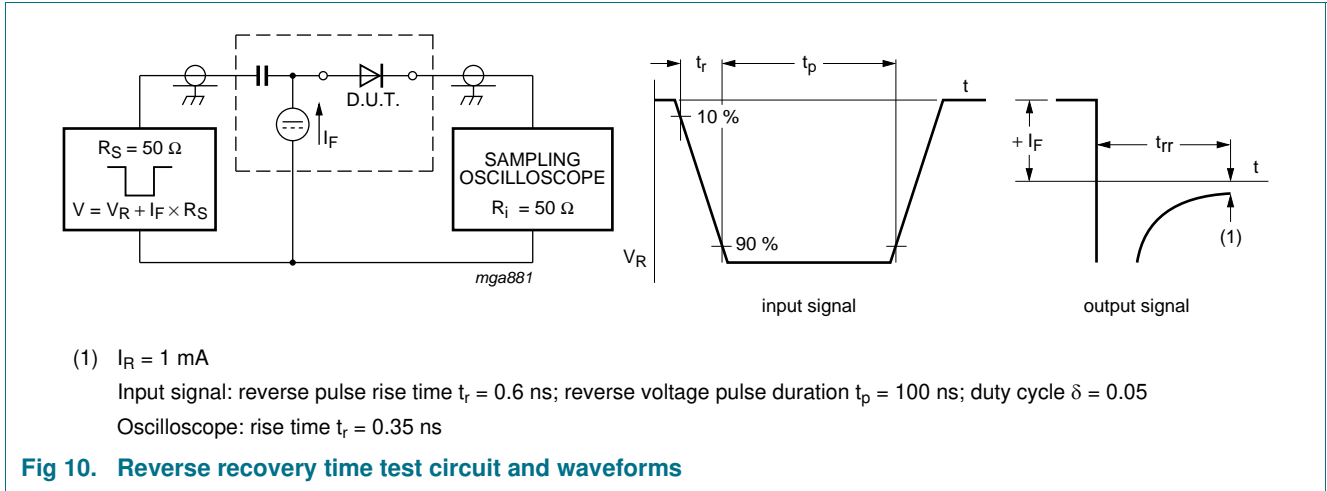 D.U.T.
I_F
R_S = 50 Ω
V = V_R + I_F × R_S
SAMPLING
OSCILLOSCOPE
R_i = 50 Ω
mga881
t_r
t_p
t
10 %
90 %
V_R
input signal
+ I_F
t_rr
t
(1)
output signal
(1) I_R = 1 mA
Input signal: reverse pulse rise time t_r = 0.6 ns; reverse voltage pulse duration t_p = 100 ns; duty cycle δ = 0.05
Oscilloscope: rise time t_r = 0.35 ns
Fig 10. Reverse recovery time test circuit and waveforms